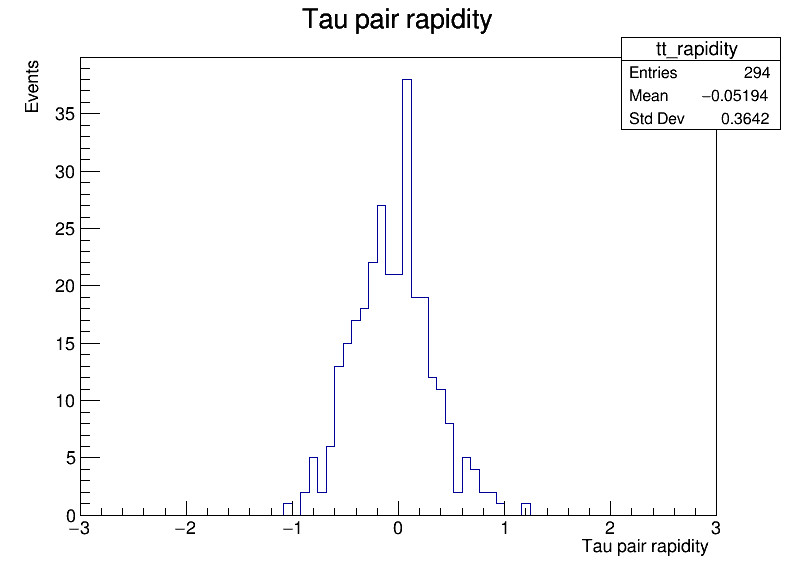 Tau pair rapidity
tt_rapidity
Entries 294
Mean −0.05194
Std Dev 0.3642
Events
35
30
25
20
15
10
5
0
−3 −2 −1 0 1 2 3
Tau pair rapidity